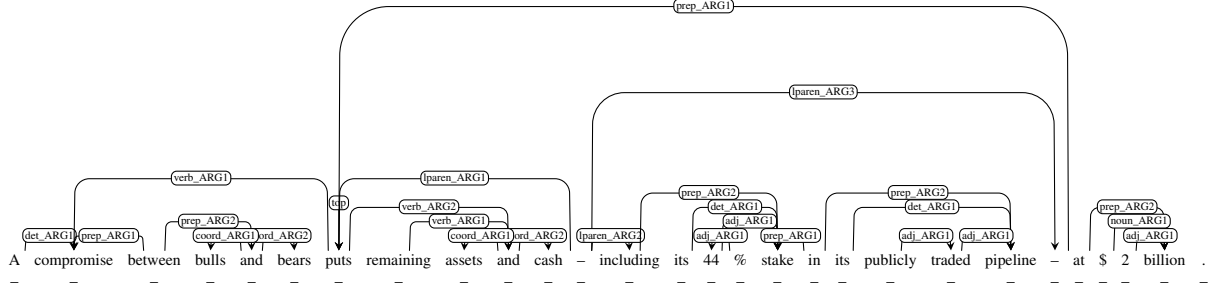 prep_ARG1
lparen_ARG3
verb_ARG1 lparen_ARG1
top
prep_ARG2 prep_ARG2
verb_ARG2 det_ARG1 det_ARG1
prep_ARG2 verb_ARG1 adj_ARG1 noun_ARG1
det_ARG1 prep_ARG1 coord_ARG1 ord_ARG2 coord_ARG1 ord_ARG2 lparen_ARG2 adj_ARG1 prep_ARG1 adj_ARG1 adj_ARG1 prep_ARG2 adj_ARG1
A compromise between bulls and bears puts remaining assets and cash – including its 44 % stake in its publicly traded pipeline – at $ 2 billion .
_ _ _ _ _ _ _ _ _ _ _ _ _ _ _ _ _ _ _ _ _ _ _ _ _ _ _ _